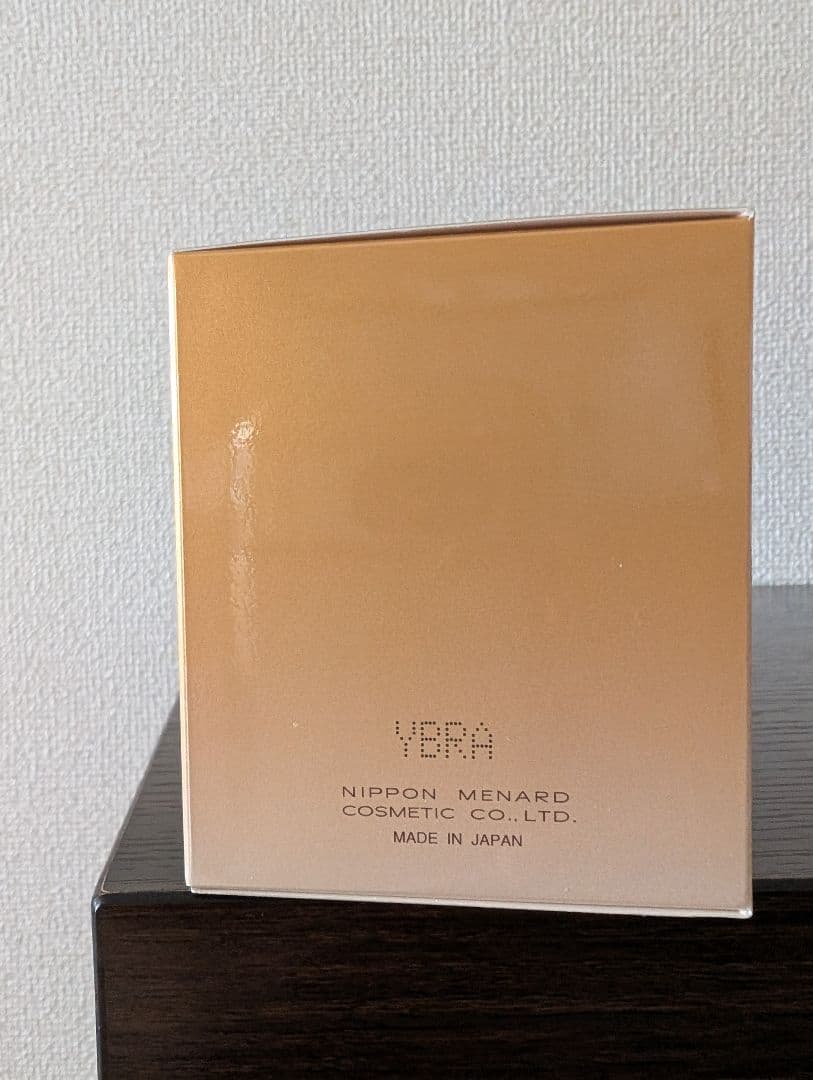 YBRA
NIPPON MENARD
COSMETIC CO.,LTD.
MADE IN JAPAN